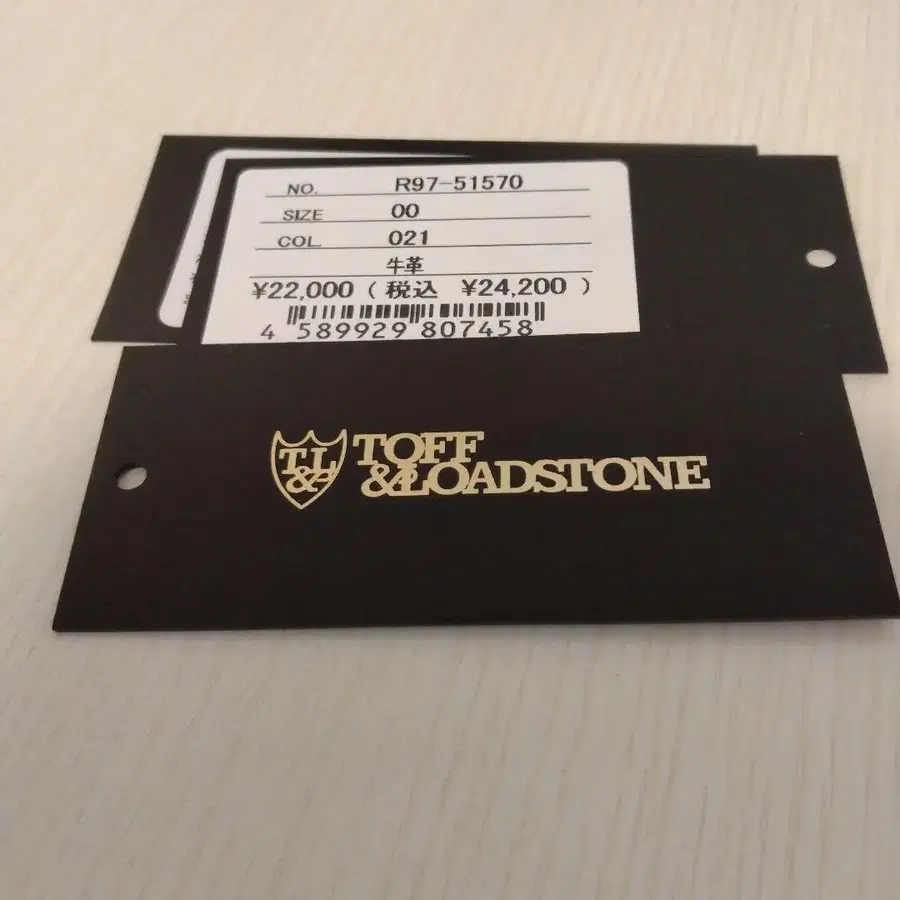 NO. R97-51570
SIZE 00
COL. 021
牛革
¥22,000 ( 税込 ¥24,200 )
4 589929 807458
T.L
&
TOFF
&LOADSTONE